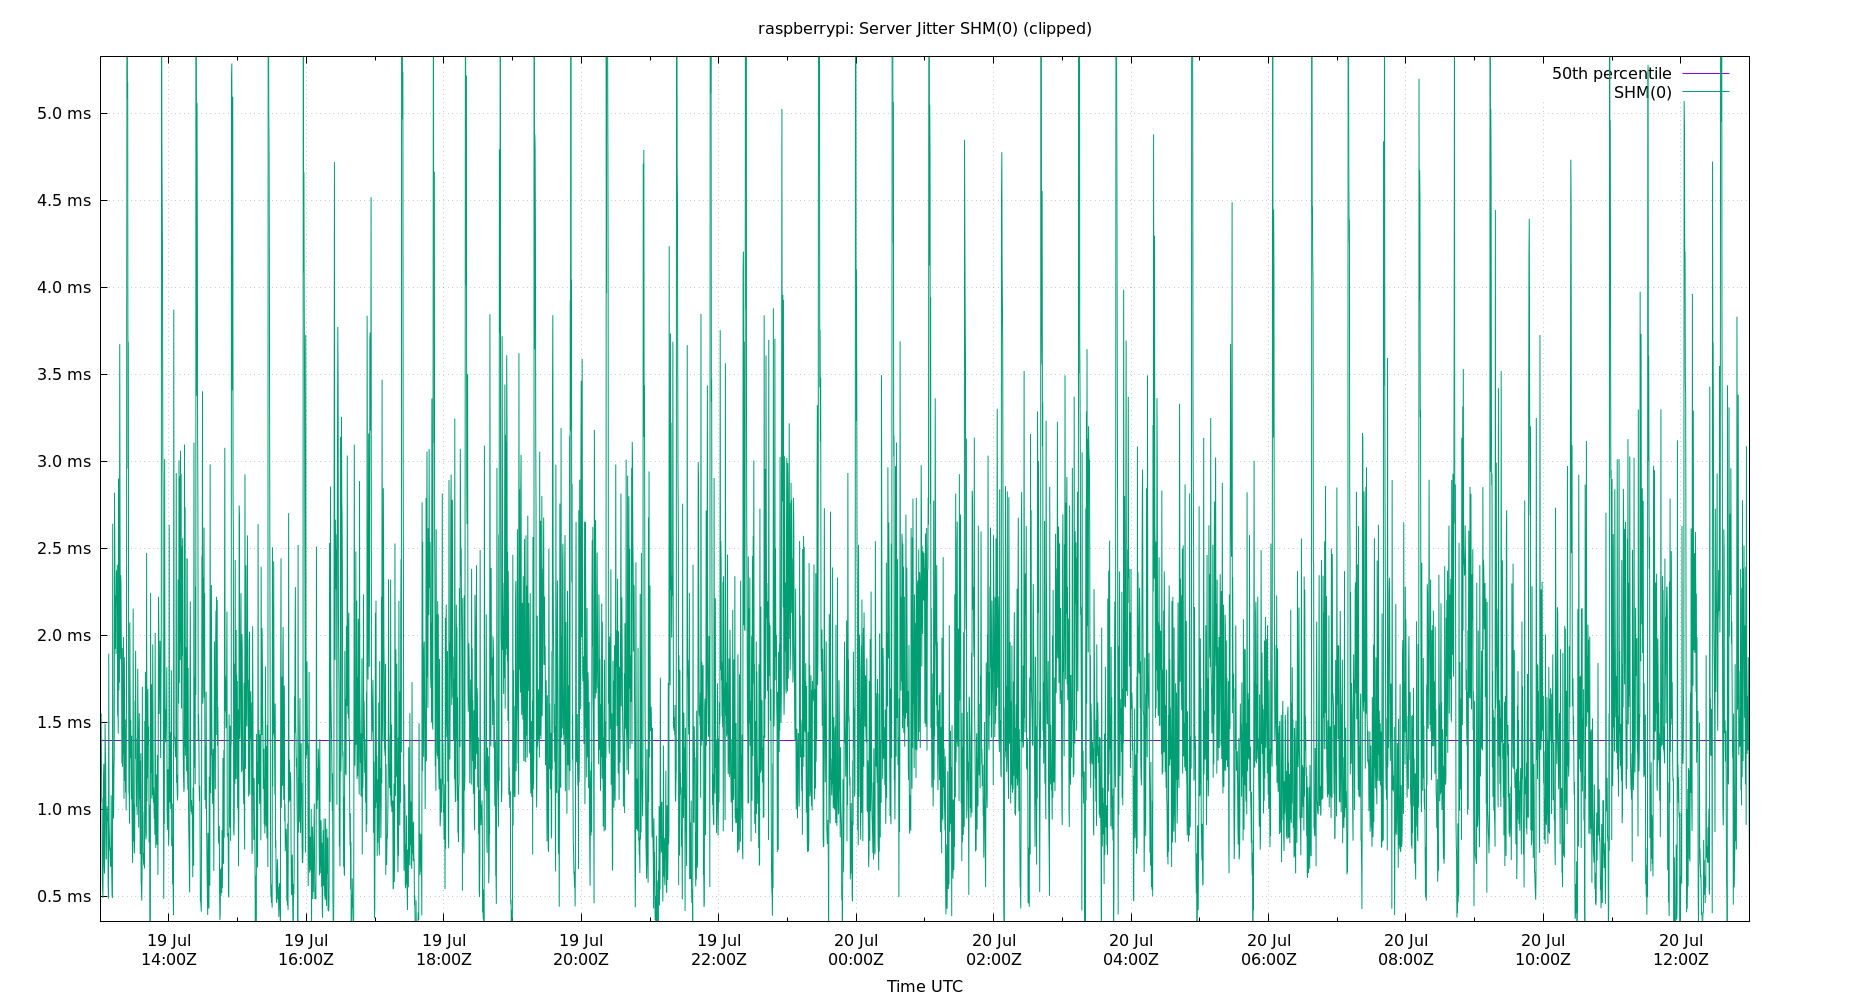 raspberrypi: Server Jitter SHM(0) (clipped)
50th percentile
SHM(0)
5.0 ms
4.5 ms
4.0 ms
3.5 ms
3.0 ms
2.5 ms
2.0 ms
1.5 ms
1.0 ms
0.5 ms
19 Jul 19 Jul 19 Jul 19 Jul 19 Jul 20 Jul 20 Jul 20 Jul 20 Jul 20 Jul 20 Jul 20 Jul
14:00Z 16:00Z 18:00Z 20:00Z 22:00Z 00:00Z 02:00Z 04:00Z 06:00Z 08:00Z 10:00Z 12:00Z
Time UTC